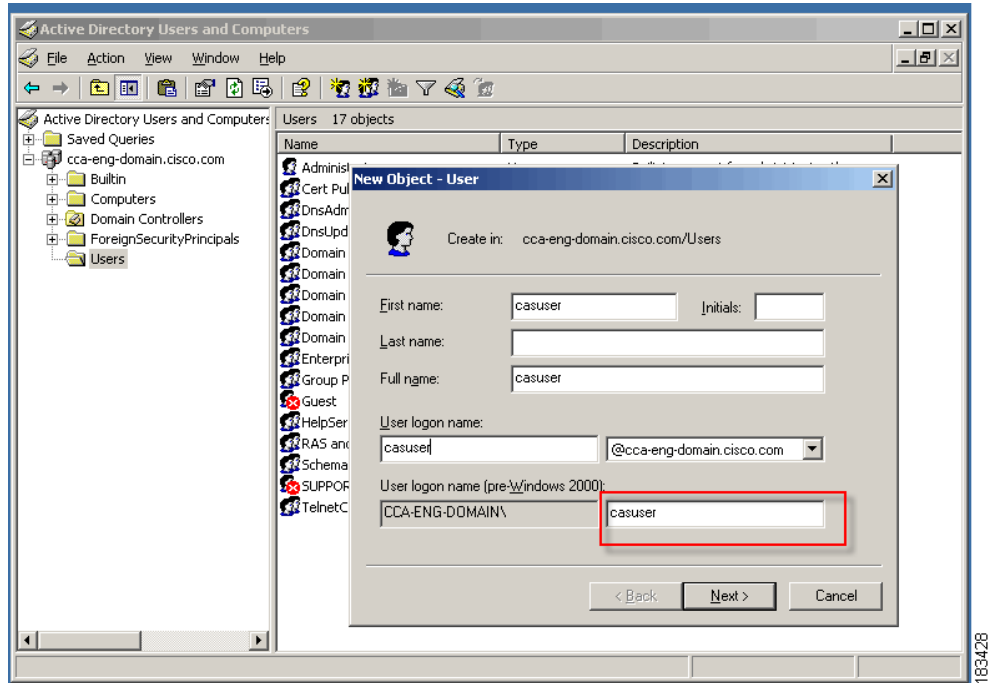 Active Directory Users and Computers
File Action View Window Help
Active Directory Users and Computers
Saved Queries
cca-eng-domain.cisco.com
Builtin
Computers
Domain Controllers
ForeignSecurityPrincipals
Users
Users 17 objects
Name Type Description
Adminis
Cert Pul
DnsAdm
DnsUpd
Domain
Domain
Domain
Domain
Domain
Enterpri
Group P
Guest
HelpSer
RAS and
Schema
SUPPOR
TelnetC
New Object - User
Create in: cca-eng-domain.cisco.com/Users
First name: casuser Initials:
Last name:
Full name: casuser
User logon name:
casuser @cca-eng-domain.cisco.com
User logon name (pre-Windows 2000):
CCA-ENG-DOMAIN\ casuser
< Back Next > Cancel
183428